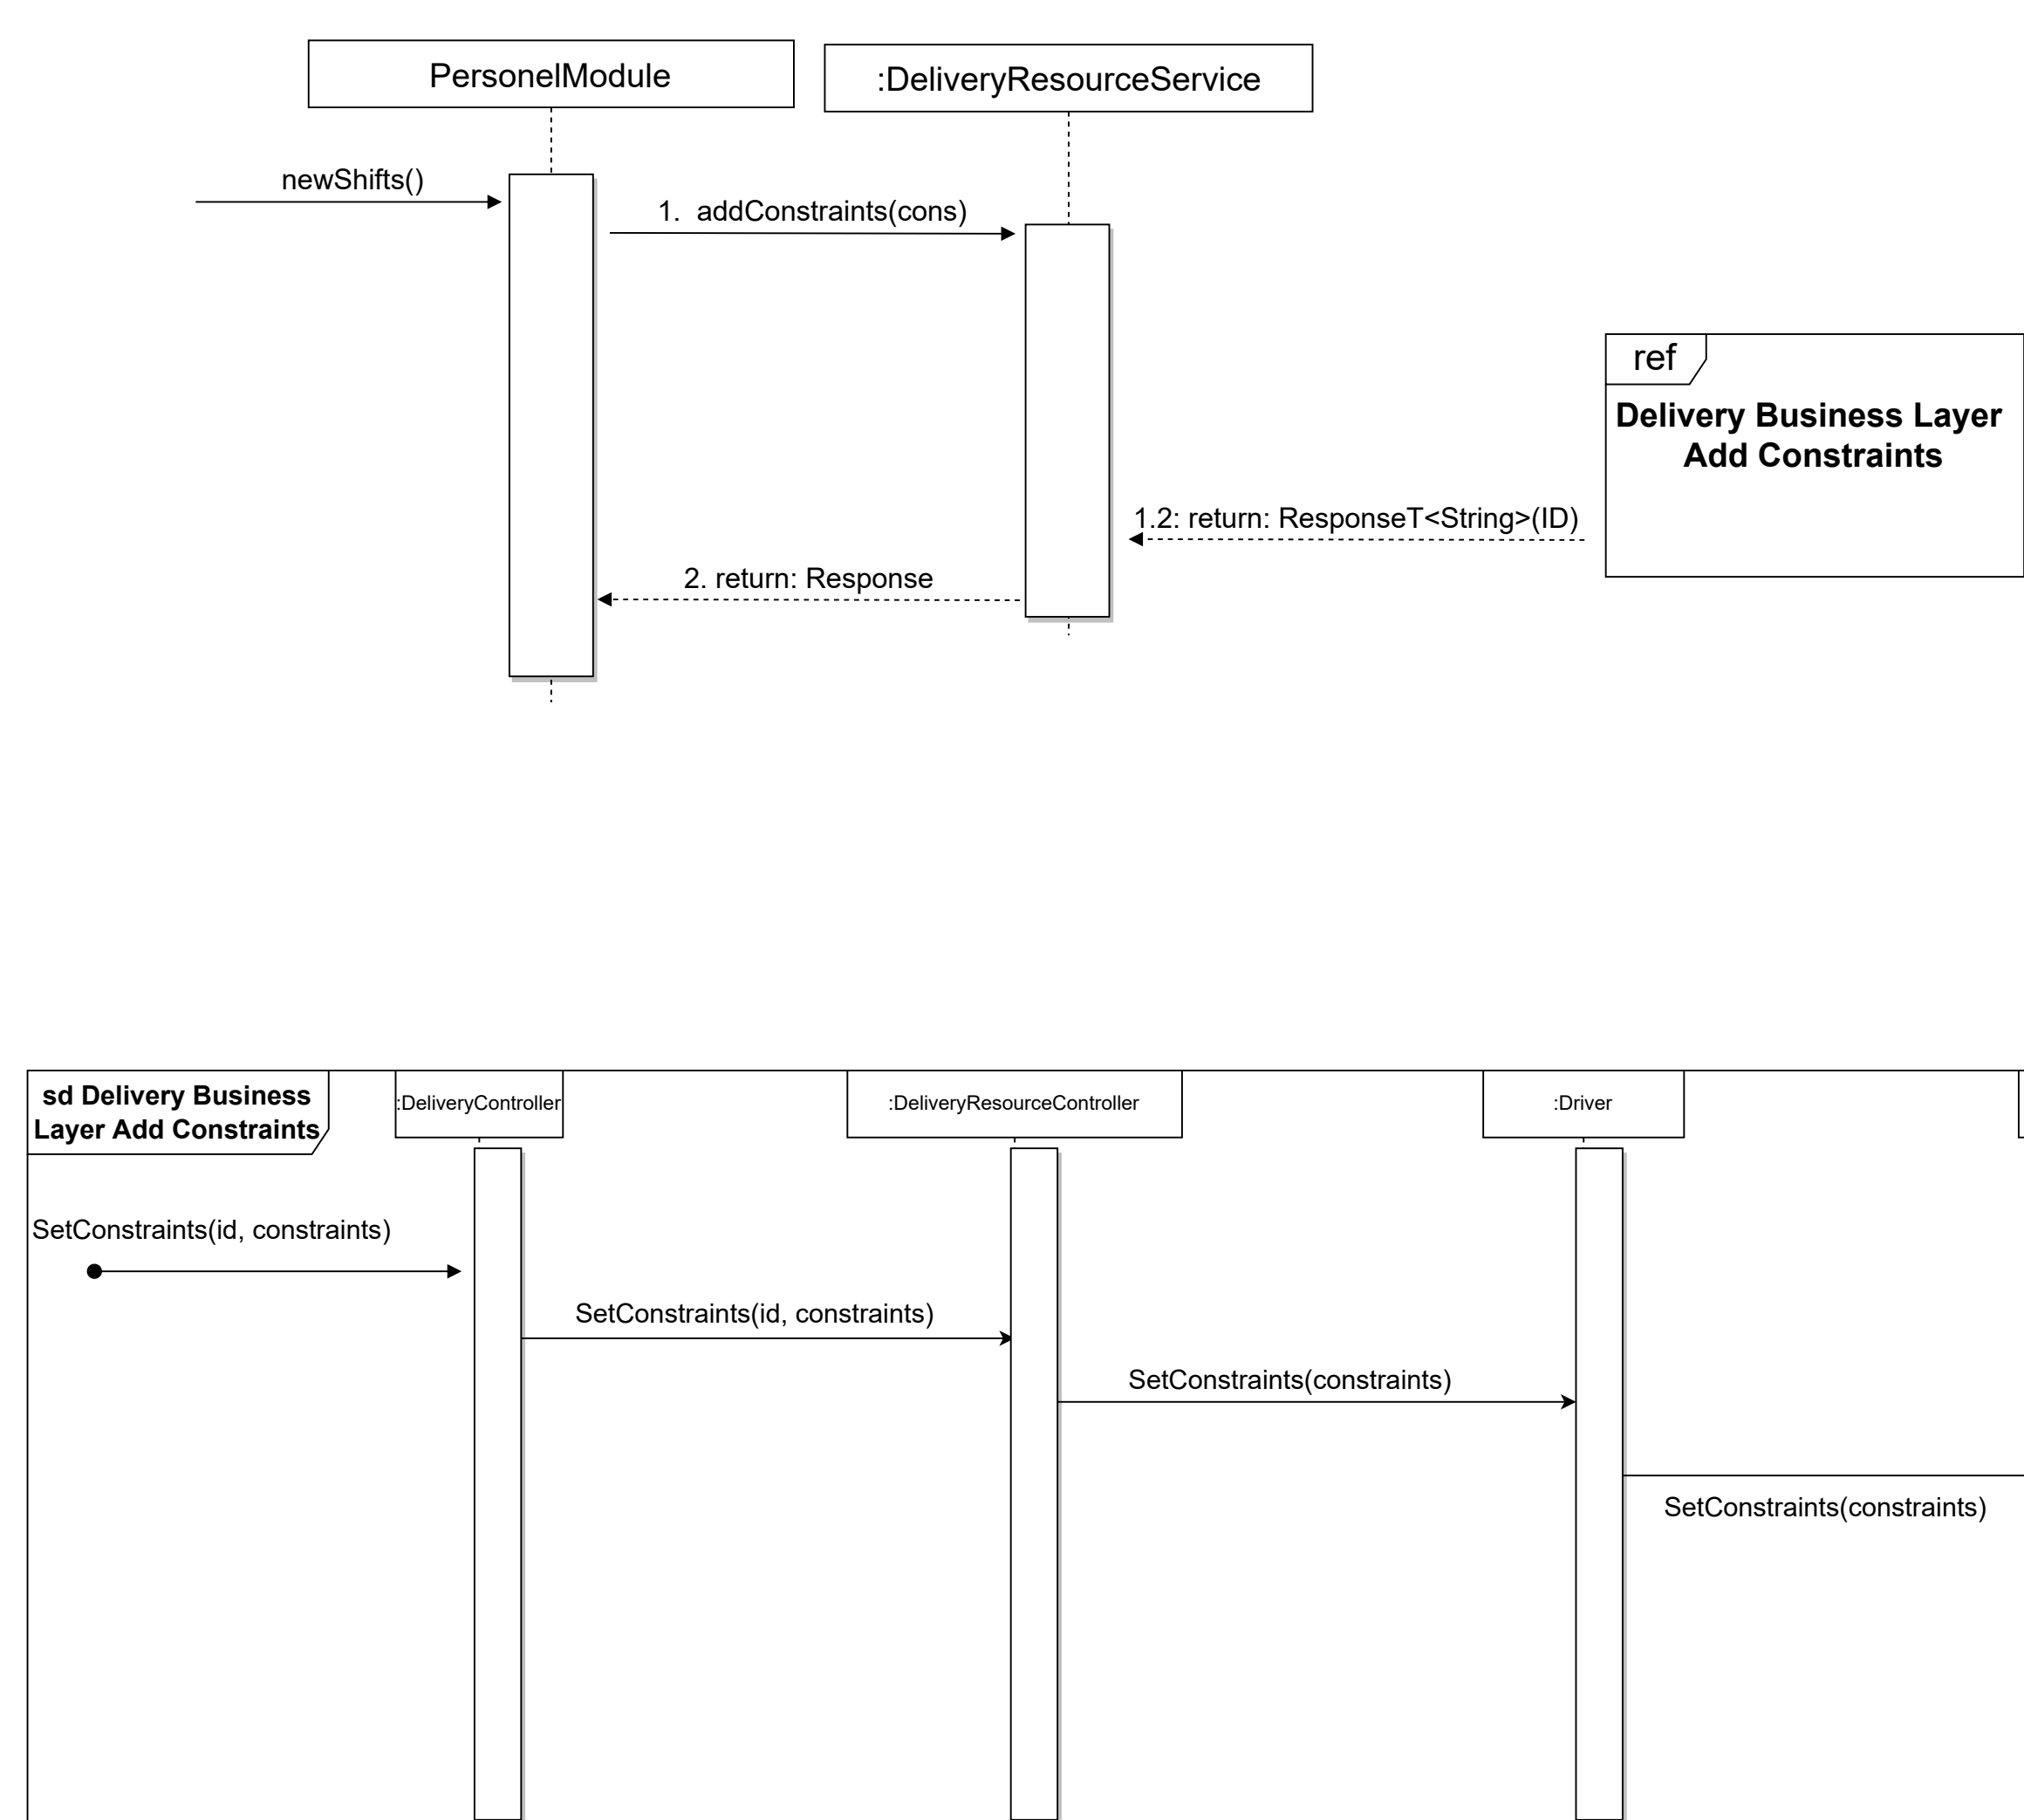 PersonelModule
:DeliveryResourceService
newShifts()
1.  addConstraints(cons)
ref
Delivery Business Layer
Add Constraints
1.2: return: ResponseT<String>(ID)
2. return: Response
sd Delivery Business
Layer Add Constraints
:DeliveryController
:DeliveryResourceController
:Driver
SetConstraints(id, constraints)
SetConstraints(id, constraints)
SetConstraints(constraints)
SetConstraints(constraints)